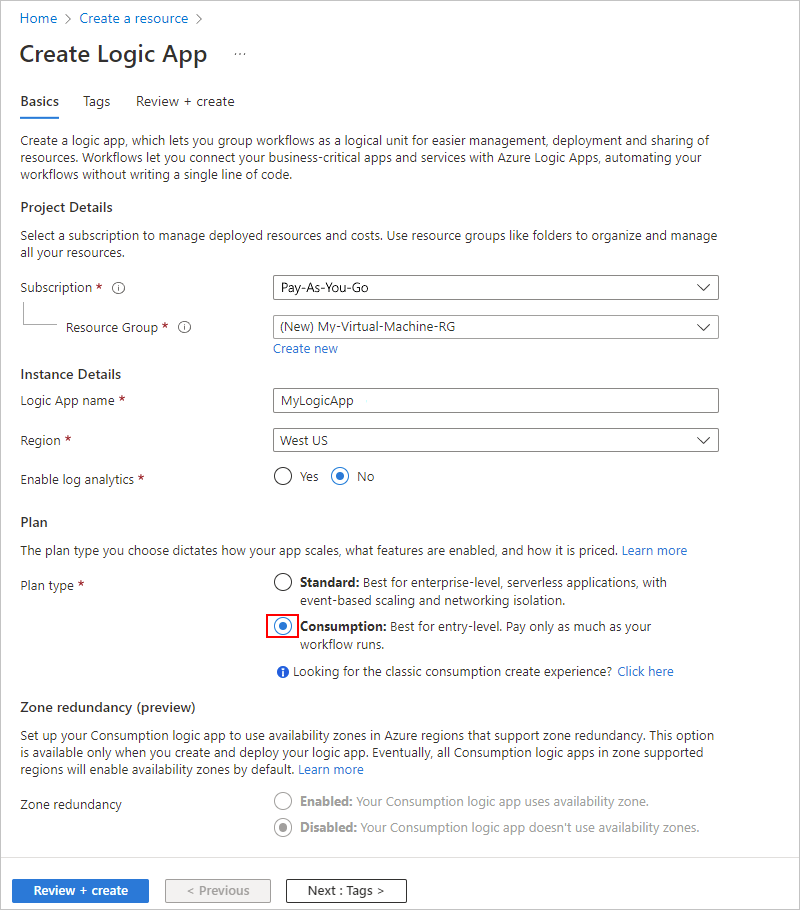 Home > Create a resource >
Create Logic App ...
Basics Tags Review + create
Create a logic app, which lets you group workflows as a logical unit for easier management, deployment and sharing of
resources. Workflows let you connect your business-critical apps and services with Azure Logic Apps, automating your
workflows without writing a single line of code.
Project Details
Select a subscription to manage deployed resources and costs. Use resource groups like folders to organize and manage
all your resources.
Subscription * Pay-As-You-Go
Resource Group * (New) My-Virtual-Machine-RG
Create new
Instance Details
Logic App name * MyLogicApp
Region * West US
Enable log analytics * Yes No
Plan
The plan type you choose dictates how your app scales, what features are enabled, and how it is priced. Learn more
Plan type * Standard: Best for enterprise-level, serverless applications, with
event-based scaling and networking isolation.
Consumption: Best for entry-level. Pay only as much as your
workflow runs.
Looking for the classic consumption create experience? Click here
Zone redundancy (preview)
Set up your Consumption logic app to use availability zones in Azure regions that support zone redundancy. This option
is available only when you create and deploy your logic app. Eventually, all Consumption logic apps in zone supported
regions will enable availability zones by default. Learn more
Zone redundancy Enabled: Your Consumption logic app uses availability zone.
Disabled: Your Consumption logic app doesn't use availability zones.
Review + create < Previous Next : Tags >